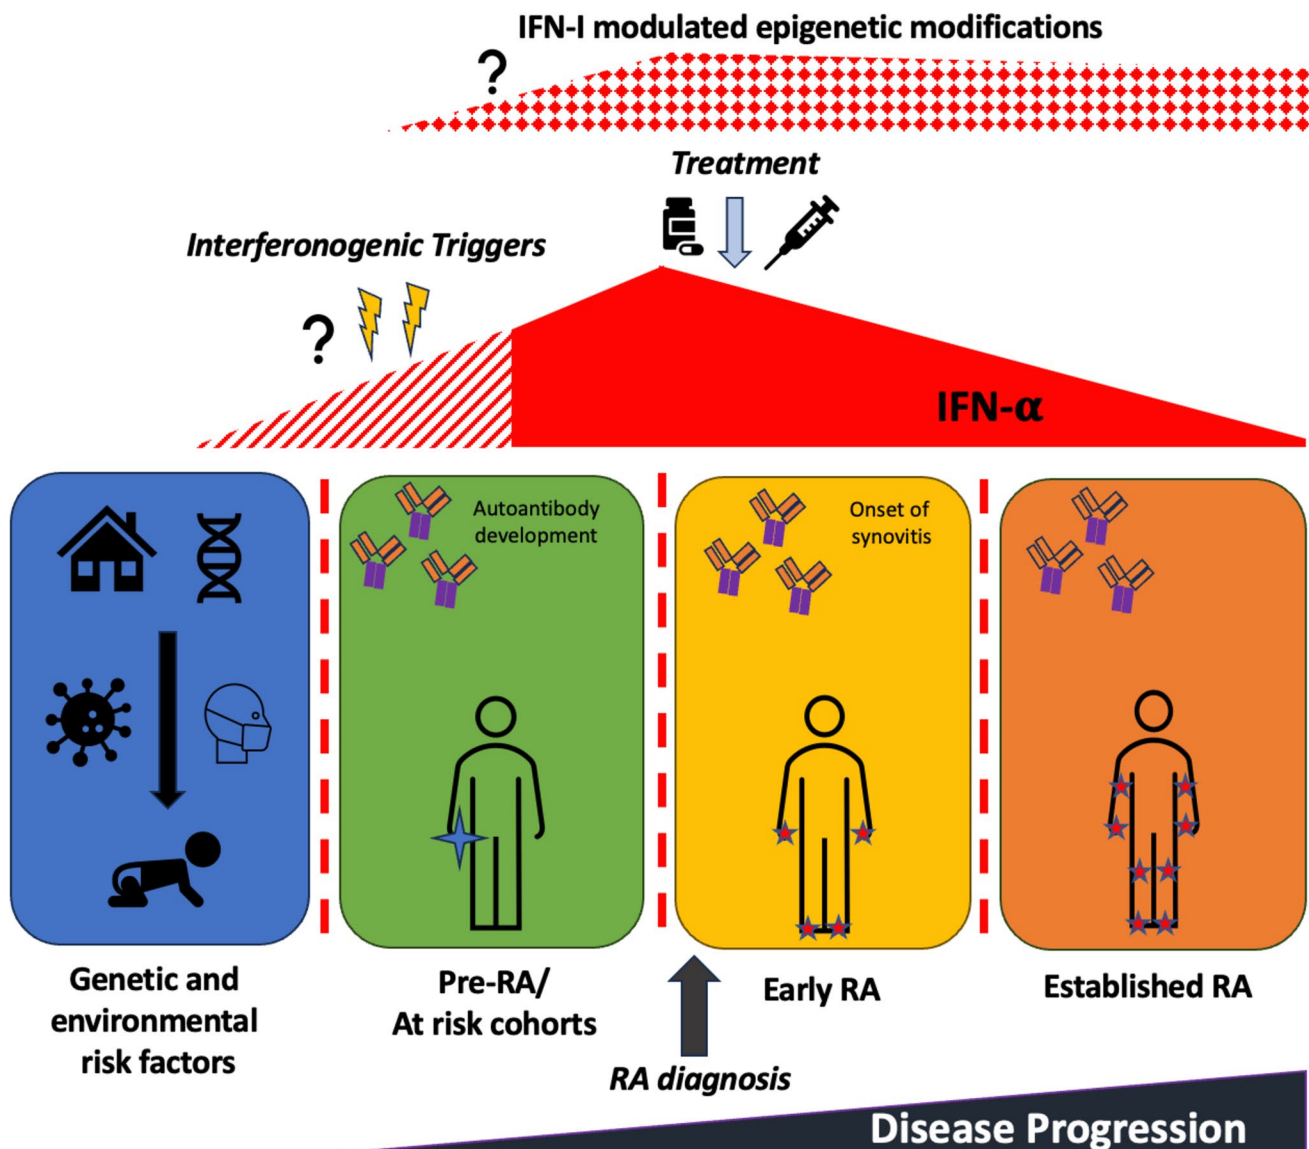 IFN-I modulated epigenetic modifications
?
Treatment
Interferonogenic Triggers
?
IFN-α
Autoantibody
development
Onset of
synovitis
Genetic and
environmental
risk factors
Pre-RA/
At risk cohorts
Early RA
Established RA
RA diagnosis
Disease Progression